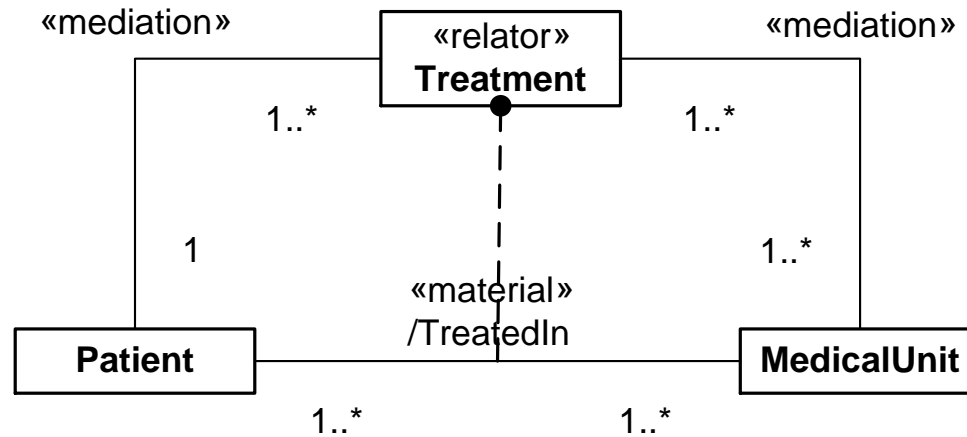 «mediation»
«relator»
Treatment
«mediation»
1..*
1..*
1
1..*
«material»
/TreatedIn
Patient
MedicalUnit
1..*
1..*